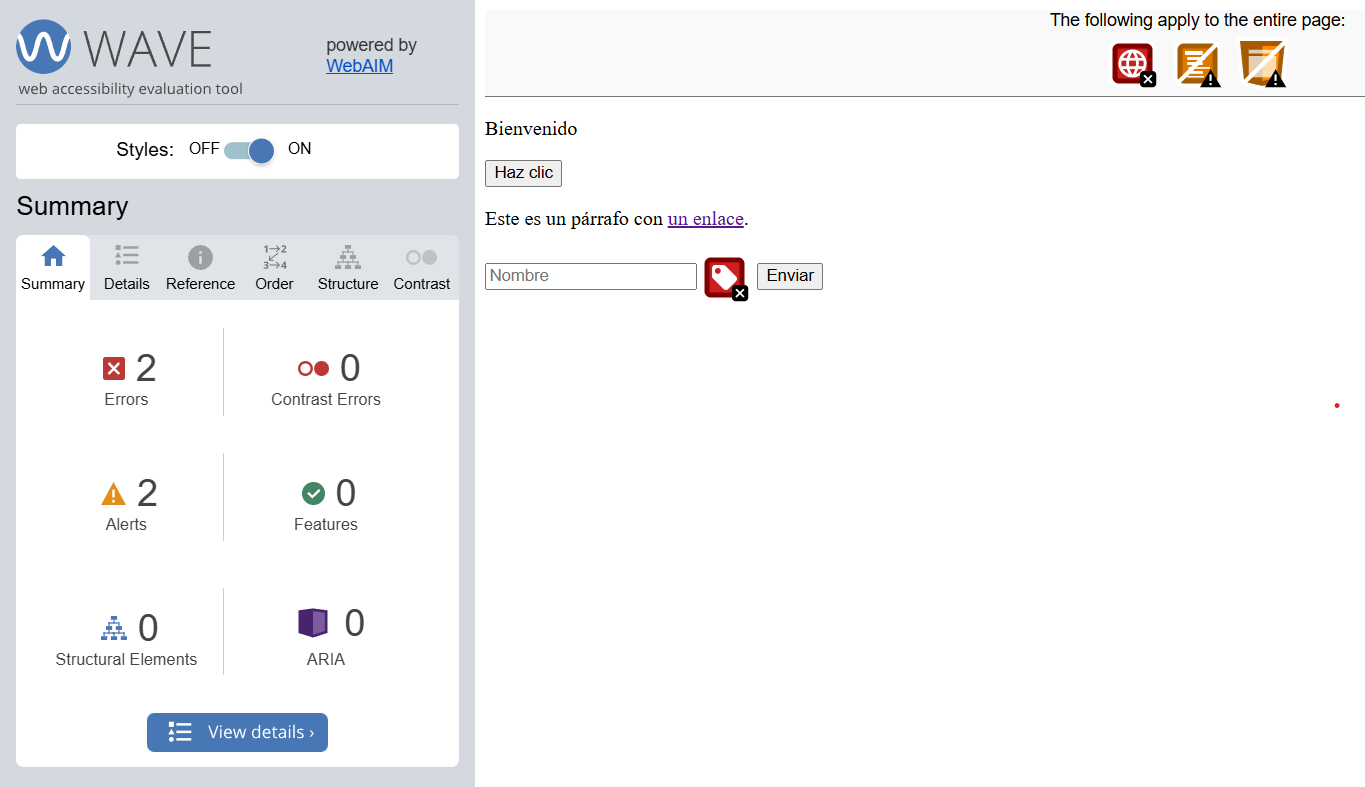 WAVE
web accessibility evaluation tool
powered by
WebAIM
Styles: OFF ON
Summary
Summary Details Reference Order Structure Contrast
2
Errors
0
Contrast Errors
2
Alerts
0
Features
0
Structural Elements
0
ARIA
View details ›
The following apply to the entire page:
Bienvenido
Haz clic
Este es un párrafo con un enlace.
Nombre Enviar